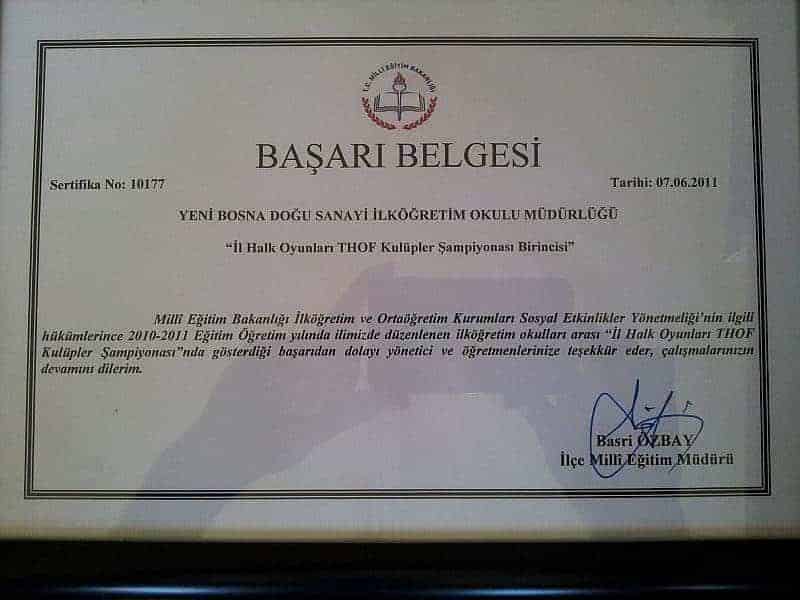 T.C. MİLLÎ EĞİTİM BAKANLIĞI
BAŞARI BELGESİ
Sertifika No: 10177
Tarihi: 07.06.2011
YENİ BOSNA DOĞU SANAYİ İLKÖĞRETİM OKULU MÜDÜRLÜĞÜ
“İl Halk Oyunları THOF Kulüpler Şampiyonası Birincisi”
Millî Eğitim Bakanlığı İlköğretim ve Ortaöğretim Kurumları Sosyal Etkinlikler Yönetmeliği’nin ilgili
hükümlerince 2010-2011 Eğitim Öğretim yılında ilimizde düzenlenen ilköğretim okulları arası “İl Halk Oyunları THOF
Kulüpler Şampiyonası”nda gösterdiği başarıdan dolayı yönetici ve öğretmenlerinize teşekkür eder, çalışmalarınızın
devamını dilerim.
Basri ÖZBAY
İlçe Millî Eğitim Müdürü